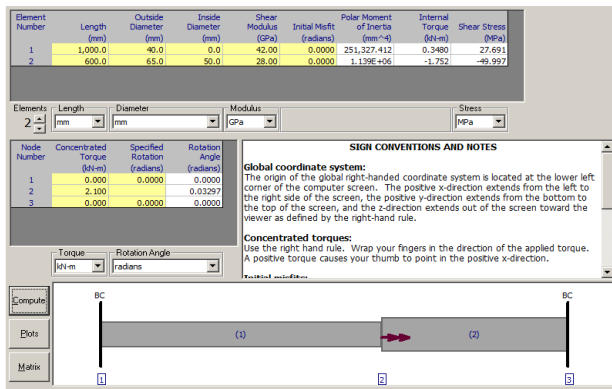 Element Number Length (mm) Outside Diameter (mm) Inside Diameter (mm) Shear Modulus (GPa) Initial Misfit (radians) Polar Moment of Inertia (mm^4) Internal Torque (kN-m) Shear Stress (MPa)
1 1,000.0 40.0 0.0 42.00 0.0000 251,327.412 0.3480 27.691
2 600.0 65.0 50.0 28.00 0.0000 1.139E+06 -1.752 -49.997
Elements Length Diameter Modulus Stress
2 mm mm GPa MPa
Node Number Concentrated Torque (kN-m) Specified Rotation (radians) Rotation Angle (radians)
1 0.000 0.0000 0.0000
2 2.100 0.03297
3 0.000 0.0000 0.0000
Torque Rotation Angle
kN-m radians
SIGN CONVENTIONS AND NOTES
Global coordinate system:
The origin of the global right-handed coordinate system is located at the lower left
corner of the computer screen. The positive x-direction extends from the left to
the right side of the screen, the positive y-direction extends from the bottom to
the top of the screen, and the z-direction extends out of the screen toward the
viewer as defined by the right-hand rule.
Concentrated torques:
Use the right hand rule. Wrap your fingers in the direction of the applied torque.
A positive torque causes your thumb to point in the positive x-direction.
Initial misfits:
Compute
Plots
Matrix
BC BC
(1) (2)
1 2 3